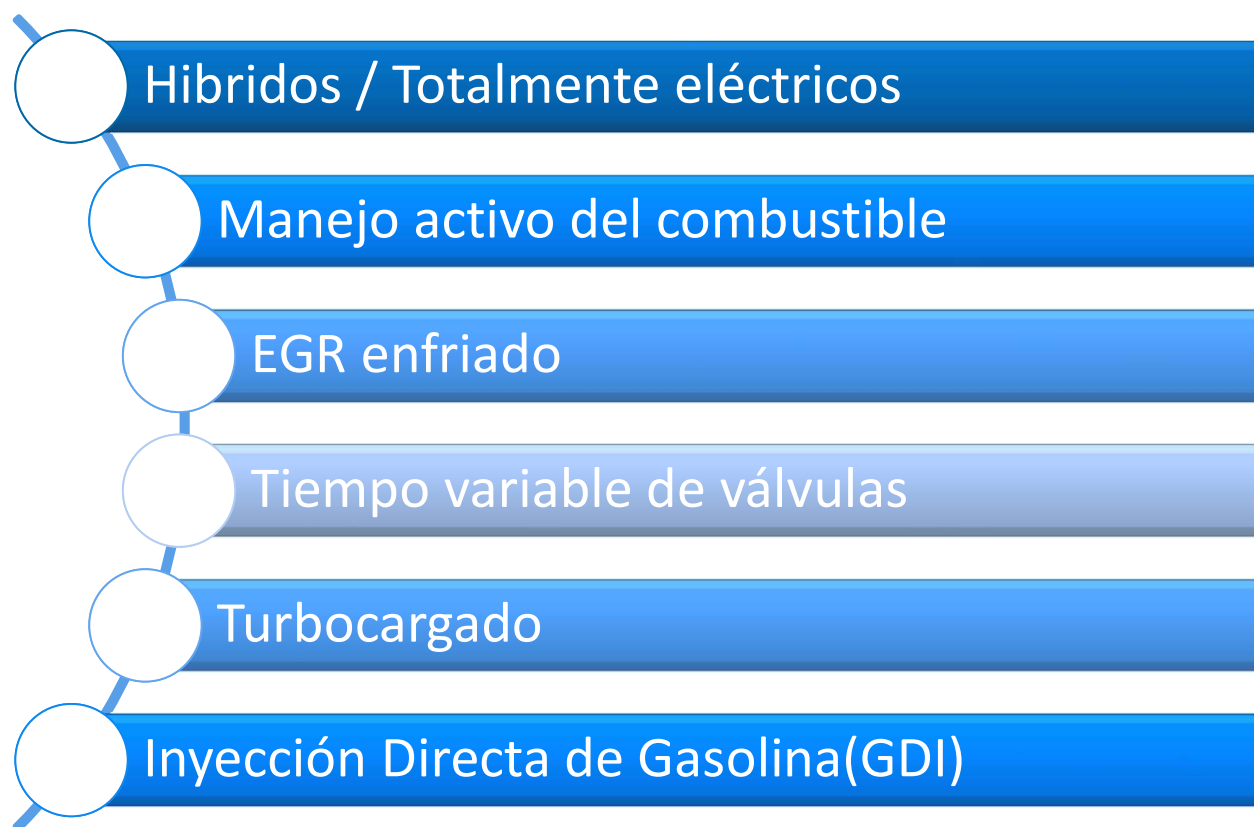 Hibridos / Totalmente eléctricos
Manejo activo del combustible
EGR enfriado
Tiempo variable de válvulas
Turbocargado
Inyección Directa de Gasolina(GDI)